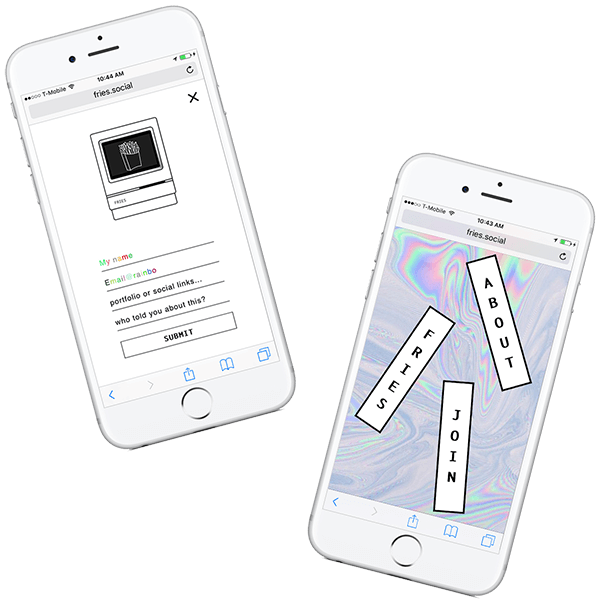 T-Mobile
10:44 AM
fries.social
FRIES
My name
Email@rainbo
portfolio or social links...
who told you about this?
SUBMIT
T-Mobile
10:43 AM
fries.social
ABOUT
FRIES
JOIN